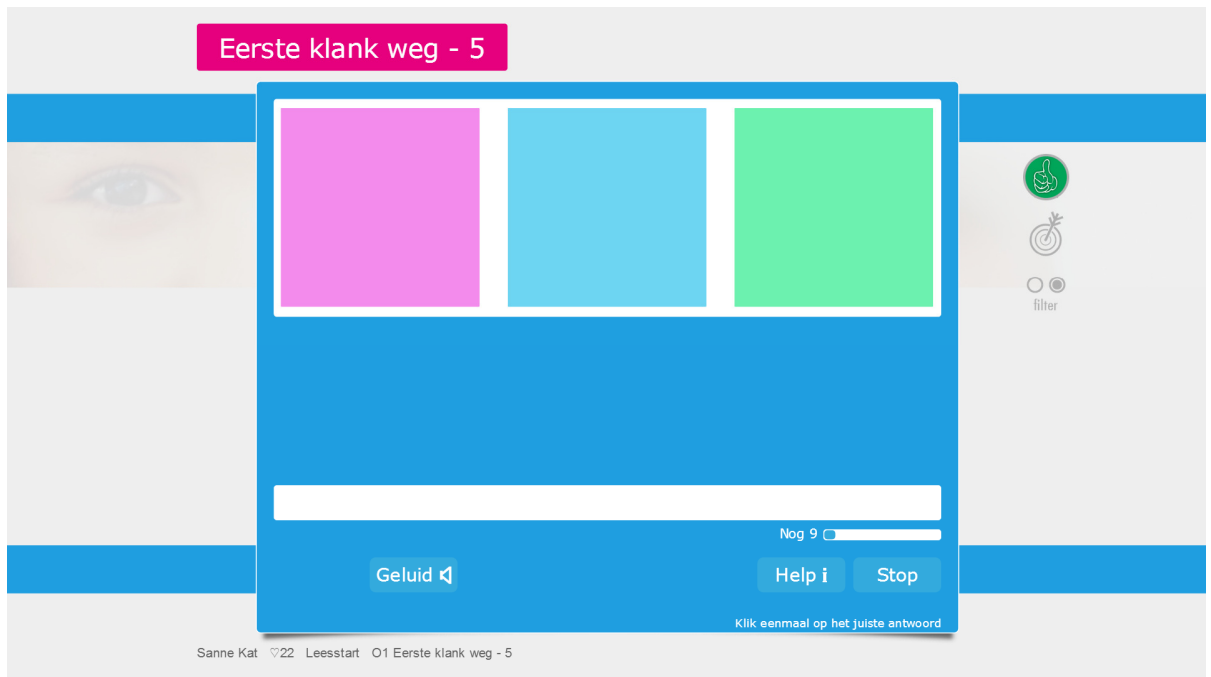 Eerste klank weg - 5
filter
Nog 9
Geluid
Help i
Stop
Klik eenmaal op het juiste antwoord
Sanne Kat ♡22 Leesstart O1 Eerste klank weg - 5